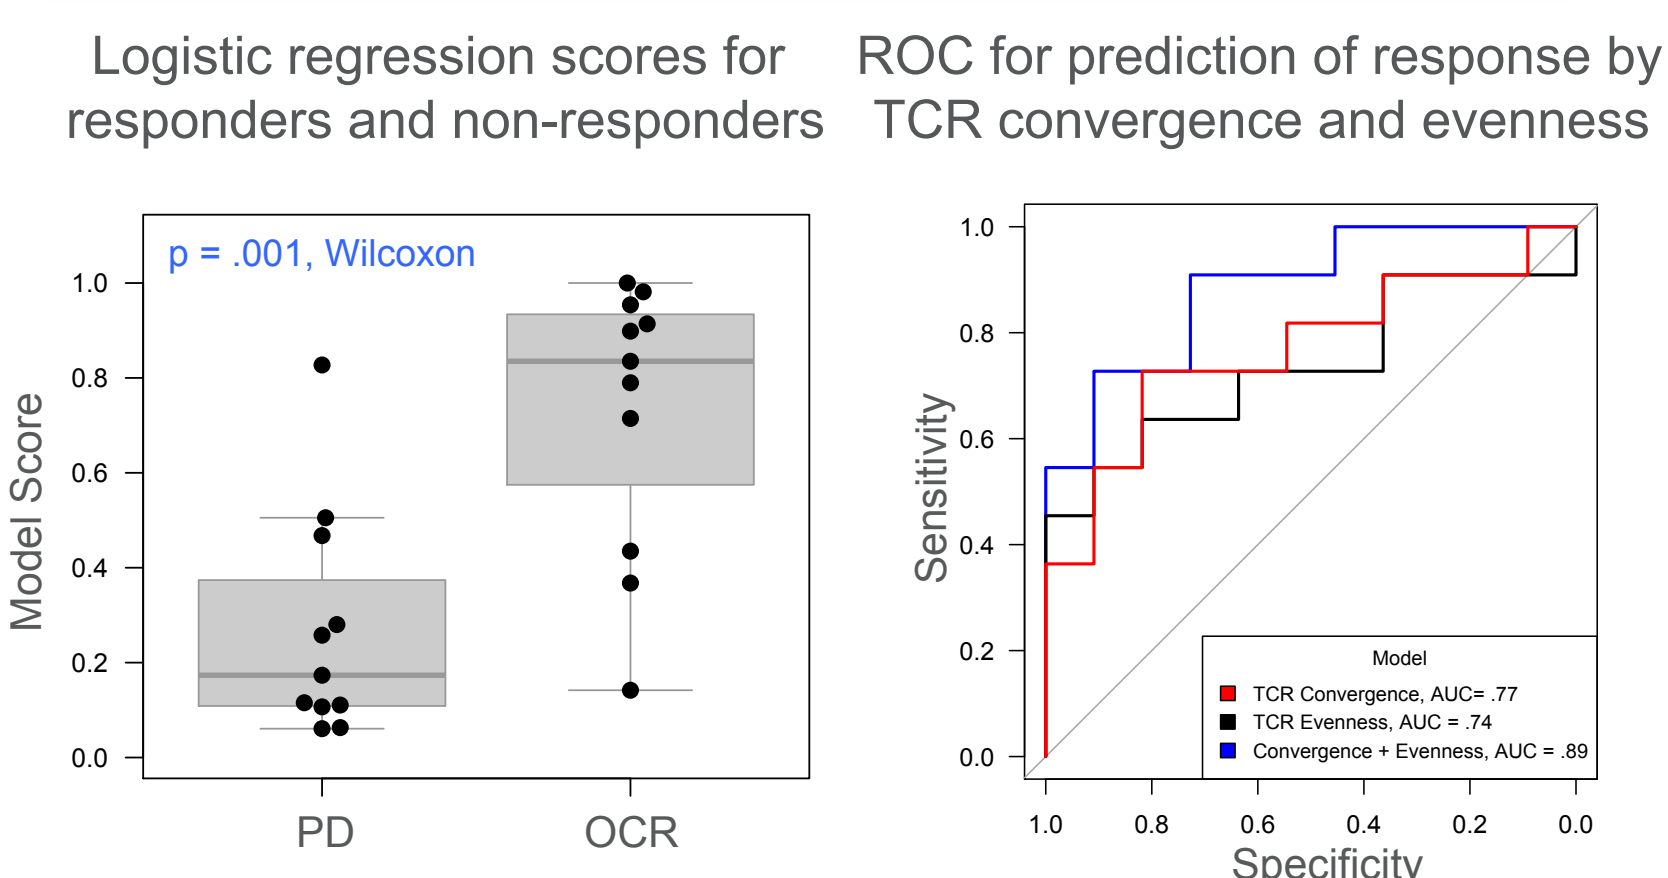 Logistic regression scores for
responders and non-responders
ROC for prediction of response by
TCR convergence and evenness
p = .001, Wilcoxon
Model Score
1.0
0.8
0.6
0.4
0.2
0.0
PD
OCR
Sensitivity
1.0
0.8
0.6
0.4
0.2
0.0
Model
TCR Convergence, AUC= .77
TCR Evenness, AUC = .74
Convergence + Evenness, AUC = .89
1.0
0.8
0.6
0.4
0.2
0.0
Specificity